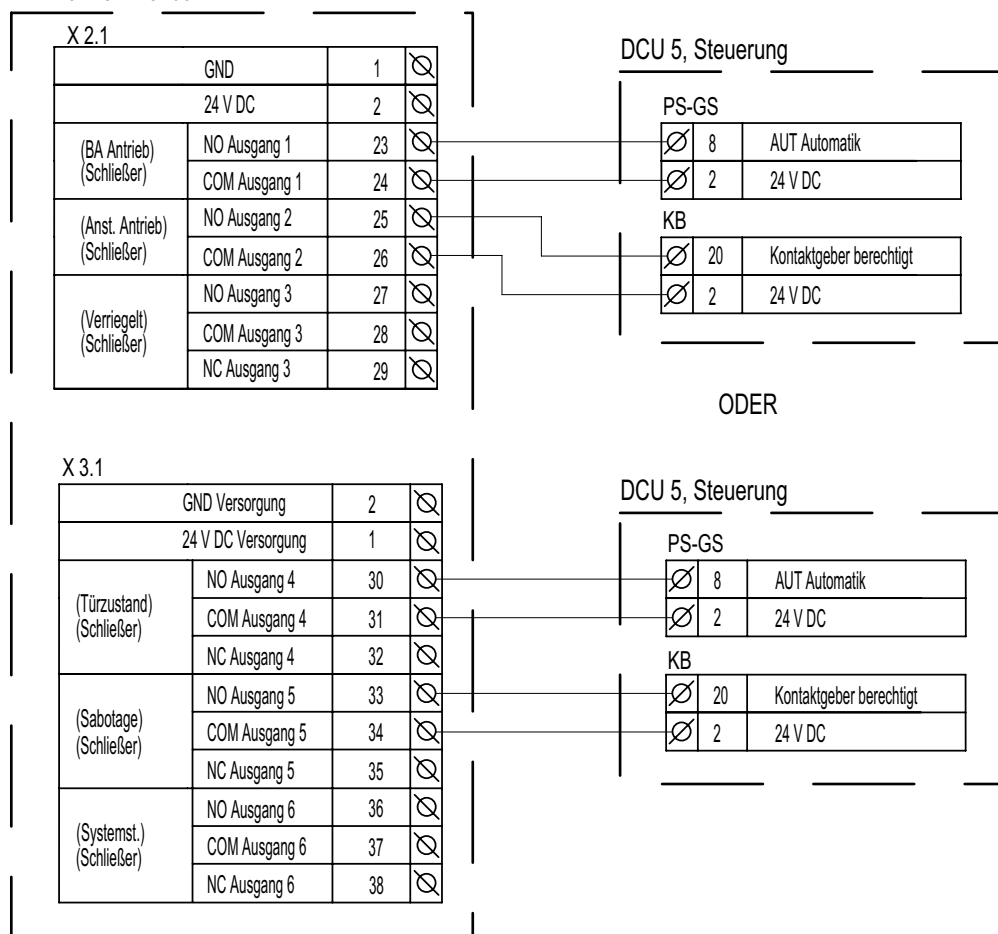 X 2.1
GND 1
24 V DC 2
(BA Antrieb)
(Schließer)
NO Ausgang 1 23
COM Ausgang 1 24
(Anst. Antrieb)
(Schließer)
NO Ausgang 2 25
COM Ausgang 2 26
(Verriegelt)
(Schließer)
NO Ausgang 3 27
COM Ausgang 3 28
NC Ausgang 3 29
DCU 5, Steuerung
PS-GS
8 AUT Automatik
2 24 V DC
KB
20 Kontaktgeber berechtigt
2 24 V DC
ODER
X 3.1
GND Versorgung 2
24 V DC Versorgung 1
(Türzustand)
(Schließer)
NO Ausgang 4 30
COM Ausgang 4 31
NC Ausgang 4 32
(Sabotage)
(Schließer)
NO Ausgang 5 33
COM Ausgang 5 34
NC Ausgang 5 35
(Systemst.)
(Schließer)
NO Ausgang 6 36
COM Ausgang 6 37
NC Ausgang 6 38
DCU 5, Steuerung
PS-GS
8 AUT Automatik
2 24 V DC
KB
20 Kontaktgeber berechtigt
2 24 V DC